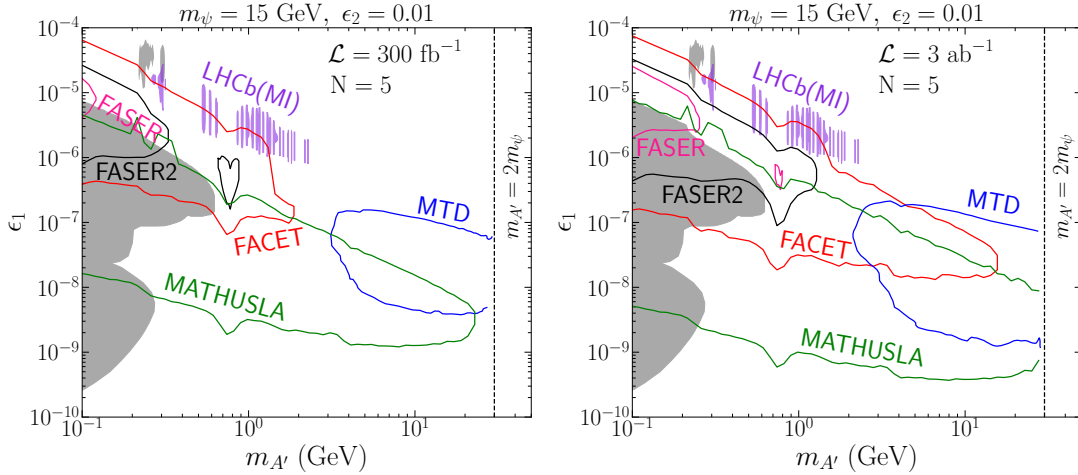 m_ψ = 15 GeV, ϵ_2 = 0.01
10^{-4}
10^{-5}
10^{-6}
10^{-7}
10^{-8}
10^{-9}
10^{-10}
ϵ_1
𝓛 = 300 fb^{-1}
N = 5
LHCb(MI)
FASER
FASER2
FACET
MTD
MATHUSLA
m_{A'} = 2m_ψ
10^{-1}
10^0
10^1
m_{A'} (GeV)
m_ψ = 15 GeV, ϵ_2 = 0.01
10^{-4}
10^{-5}
10^{-6}
10^{-7}
10^{-8}
10^{-9}
10^{-10}
ϵ_1
𝓛 = 3 ab^{-1}
N = 5
LHCb(MI)
FASER
FASER2
MTD
FACET
MATHUSLA
m_{A'} = 2m_ψ
10^{-1}
10^0
10^1
m_{A'} (GeV)